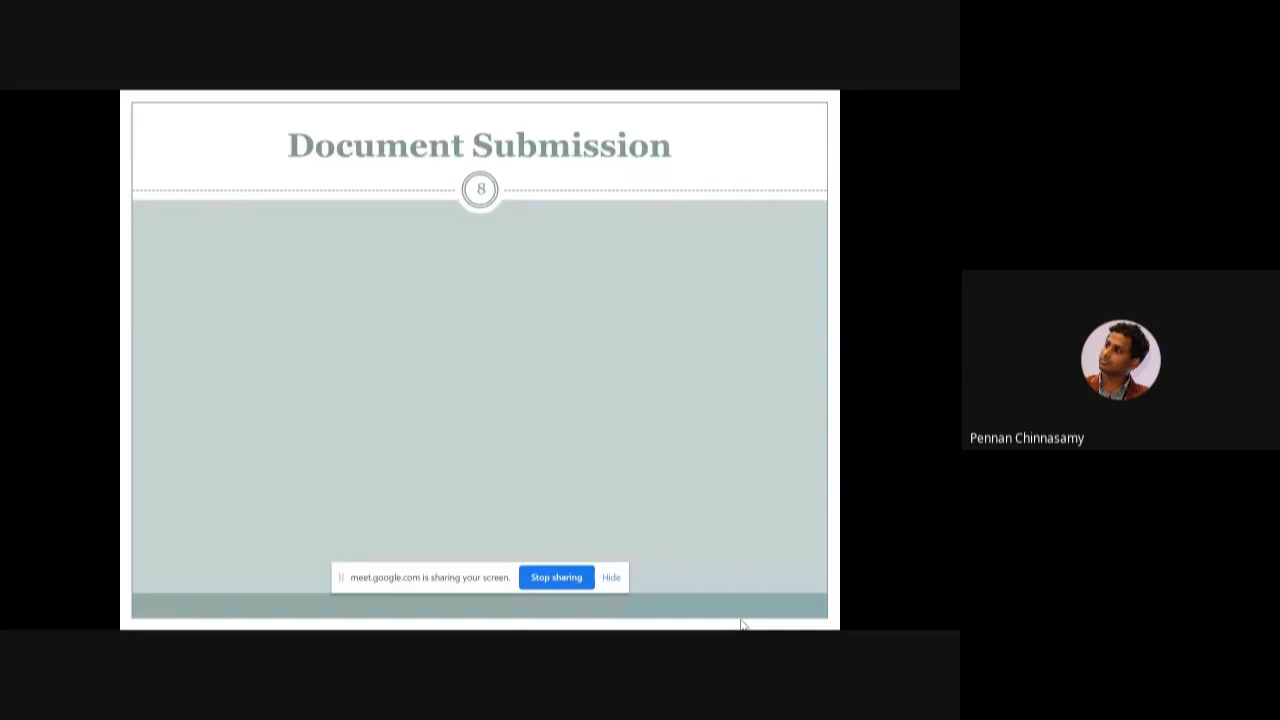 Document Submission
8
meet.google.com is sharing your screen.
Stop sharing
Hide
Pennan Chinnasamy